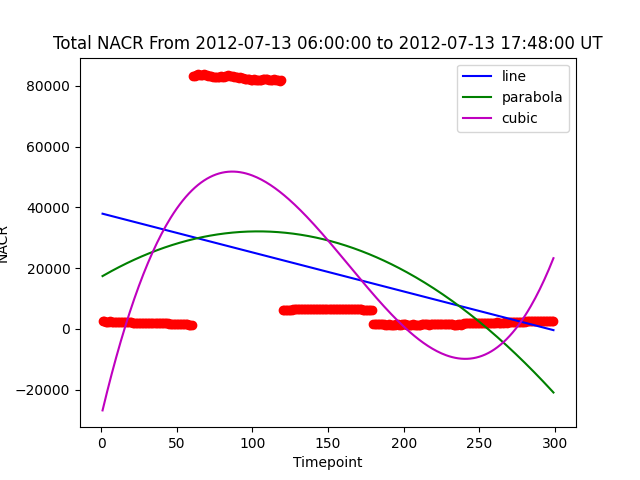 Total NACR From 2012-07-13 06:00:00 to 2012-07-13 17:48:00 UT
line
parabola
cubic
80000
60000
40000
20000
0
−20000
NACR
0 50 100 150 200 250 300
Timepoint